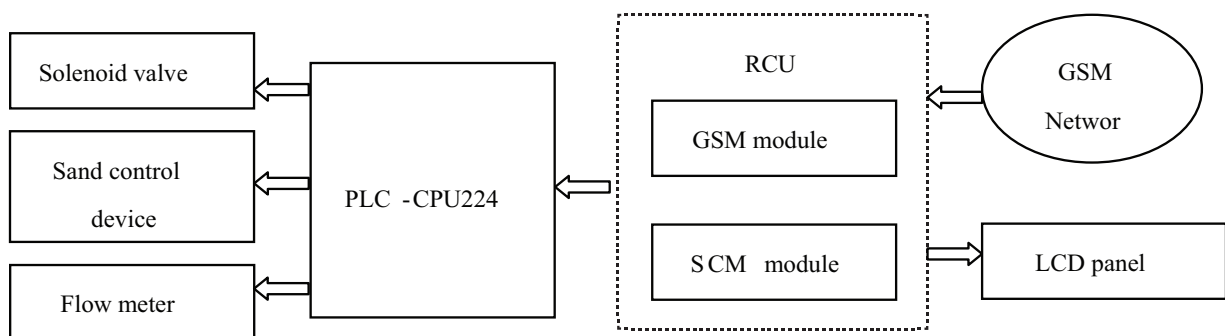 Solenoid valve
Sand control
device
Flow meter
PLC -CPU224
RCU
GSM module
SCM module
GSM
Networ
LCD panel